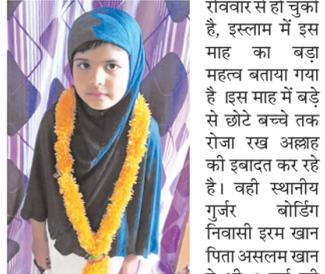 रविवार से हो चुकी
है, इस्लाम में इस
माह का बड़ा
महत्व बताया गया
है ।इस माह में बड़े
से छोटे बच्चे तक
रोजा रख अल्लाह
की इबादत कर रहे
है। वही स्थानीय
गुर्जर बोर्डिग
निवासी इरम खान
पिता असलम खान